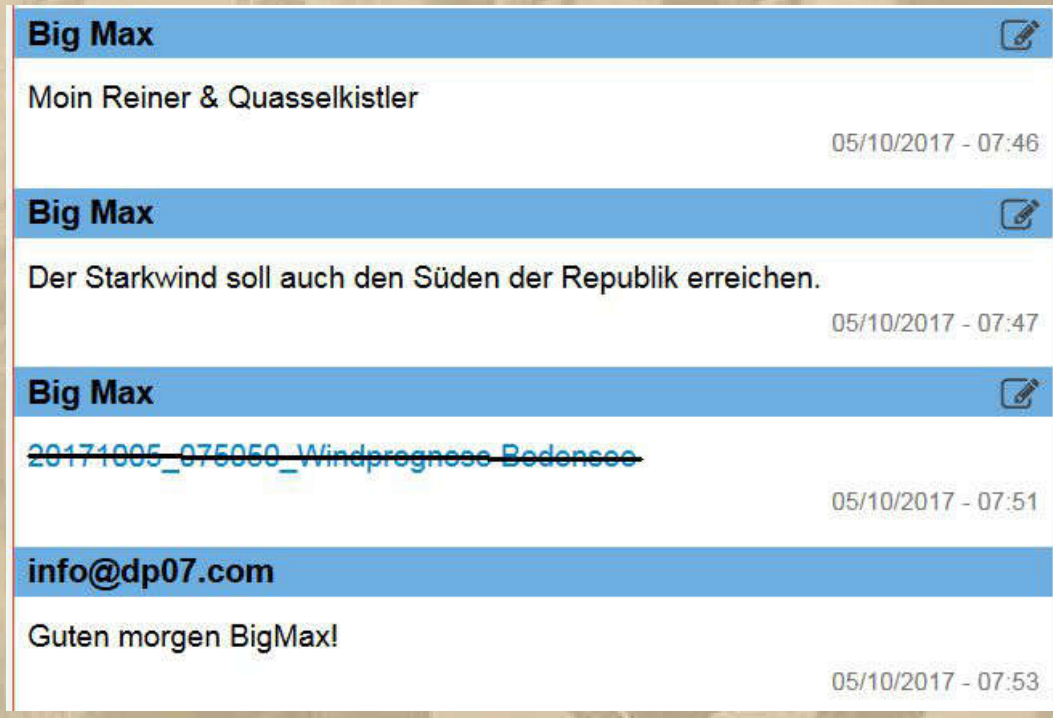 Big Max
Moin Reiner & Quasselkistler
05/10/2017 - 07:46
Big Max
Der Starkwind soll auch den Süden der Republik erreichen.
05/10/2017 - 07:47
Big Max
20171005_075050_Windprognose Bodensee
05/10/2017 - 07:51
info@dp07.com
Guten morgen BigMax!
05/10/2017 - 07:53